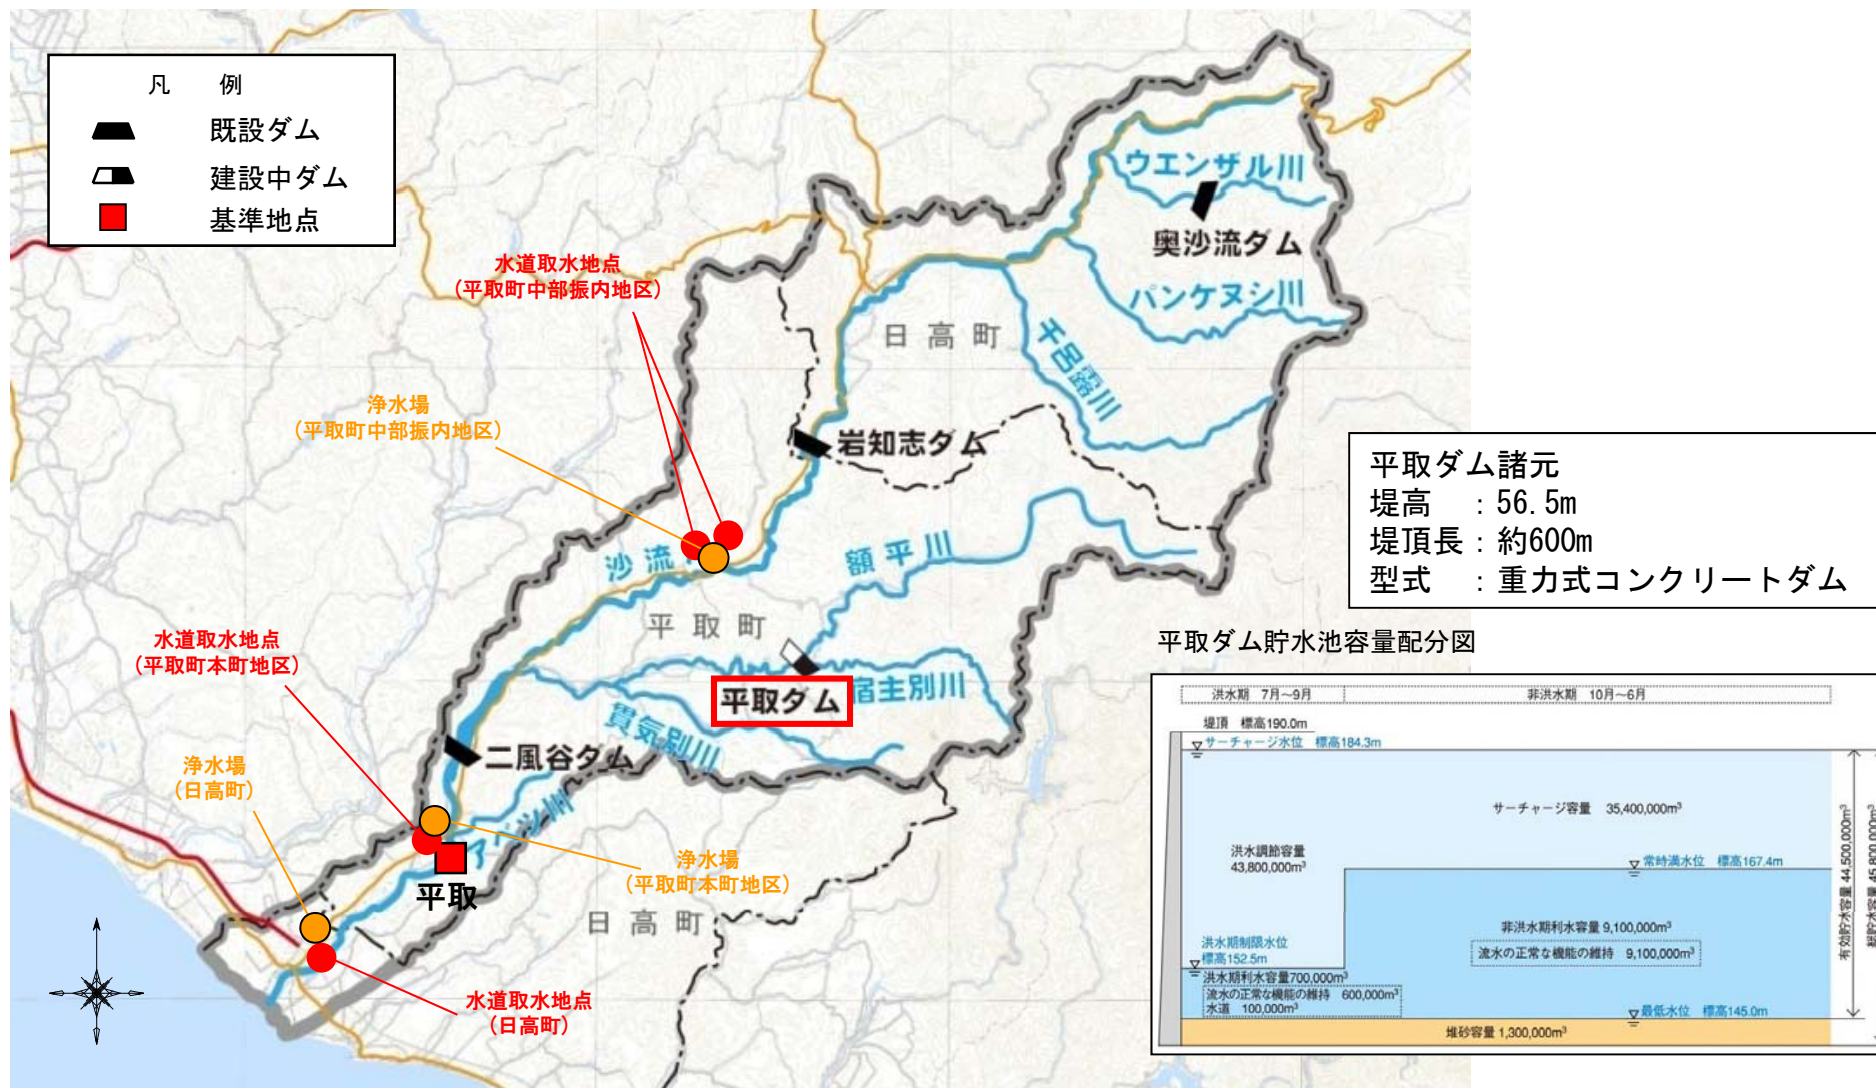 凡 例
既設ダム
建設中ダム
基準地点
水道取水地点
(平取町中部振内地区)
浄水場
(平取町中部振内地区)
ウエンザル川
奥沙流ダム
パンケヌシ川
日高町
千呂露川
岩知志ダム
沙流
額平川
平取町
水道取水地点
(平取町本町地区)
平取ダム
宿主別川
貫気別川
二風谷ダム
浄水場
(日高町)
アベツ川
浄水場
(平取町本町地区)
平取
日高町
水道取水地点
(日高町)
平取ダム諸元
堤高 :56.5m
堤頂長:約600m
型式 :重力式コンクリートダム
平取ダム貯水池容量配分図
洪水期 7月~9月
非洪水期 10月~6月
堤頂 標高190.0m
サーチャージ水位 標高184.3m
サーチャージ容量 35,400,000m³
洪水調節容量
43,800,000m³
常時満水位 標高167.4m
非洪水期利水容量 9,100,000m³
流水の正常な機能の維持 9,100,000m³
洪水期制限水位
標高152.5m
洪水期利水容量700,000m³
流水の正常な機能の維持 600,000m³
水道 100,000m³
最低水位 標高145.0m
堆砂容量 1,300,000m³
有効貯水容量 44,500,000m³
総貯水容量 45,800,000m³